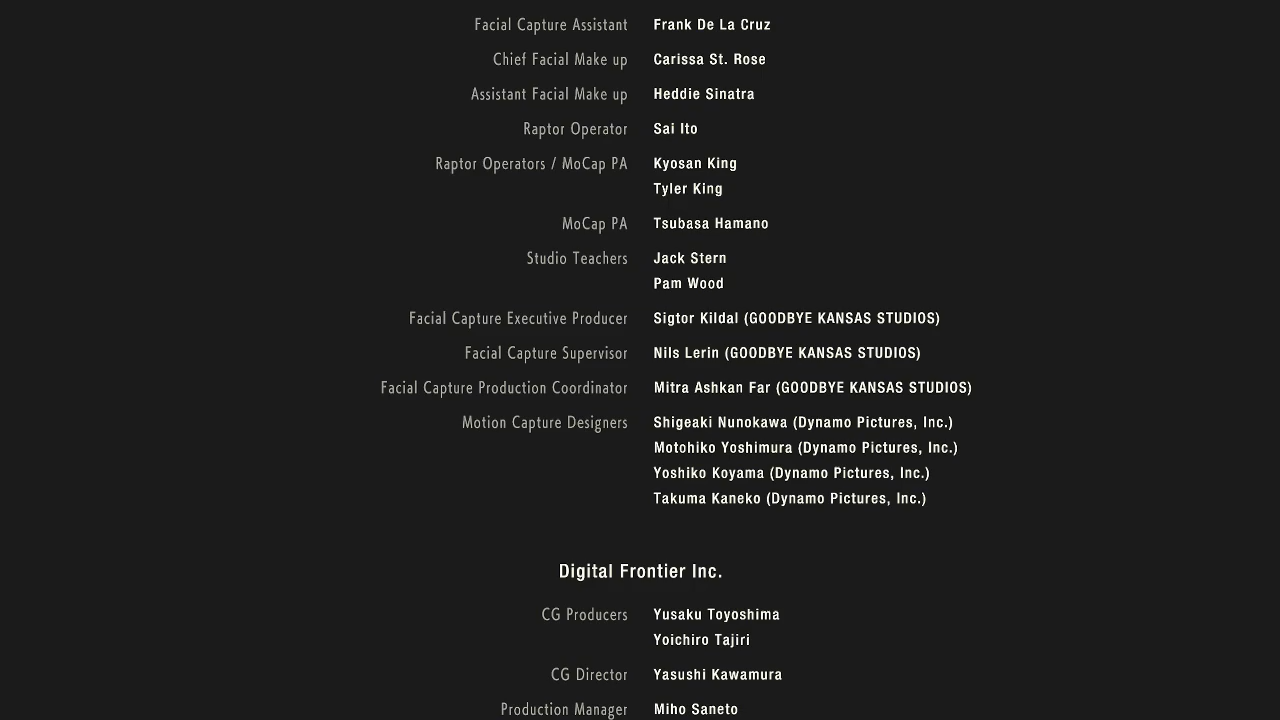 Facial Capture Assistant Frank De La Cruz
Chief Facial Make up Carissa St. Rose
Assistant Facial Make up Heddie Sinatra
Raptor Operator Sai Ito
Raptor Operators / MoCap PA Kyosan King
Tyler King
MoCap PA Tsubasa Hamano
Studio Teachers Jack Stern
Pam Wood
Facial Capture Executive Producer Sigtor Kildal (GOODBYE KANSAS STUDIOS)
Facial Capture Supervisor Nils Lerin (GOODBYE KANSAS STUDIOS)
Facial Capture Production Coordinator Mitra Ashkan Far (GOODBYE KANSAS STUDIOS)
Motion Capture Designers Shigeaki Nunokawa (Dynamo Pictures, Inc.)
Motohiko Yoshimura (Dynamo Pictures, Inc.)
Yoshiko Koyama (Dynamo Pictures, Inc.)
Takuma Kaneko (Dynamo Pictures, Inc.)
Digital Frontier Inc.
CG Producers Yusaku Toyoshima
Yoichiro Tajiri
CG Director Yasushi Kawamura
Production Manager Miho Saneto